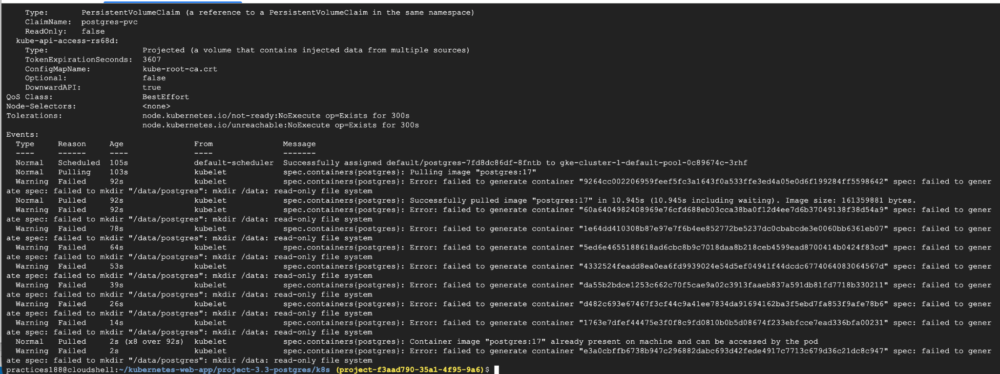 Type:       PersistentVolumeClaim (a reference to a PersistentVolumeClaim in the same namespace)
    ClaimName:  postgres-pvc
    ReadOnly:   false
  kube-api-access-rs68d:
    Type:                    Projected (a volume that contains injected data from multiple sources)
    TokenExpirationSeconds:  3607
    ConfigMapName:           kube-root-ca.crt
    Optional:                false
    DownwardAPI:             true
QoS Class:                   BestEffort
Node-Selectors:              <none>
Tolerations:                 node.kubernetes.io/not-ready:NoExecute op=Exists for 300s
                             node.kubernetes.io/unreachable:NoExecute op=Exists for 300s
Events:
  Type     Reason     Age                From               Message
  ----     ------     ----               ----               -------
  Normal   Scheduled  105s               default-scheduler  Successfully assigned default/postgres-7fd8dc86df-8fntb to gke-cluster-1-default-pool-0c89674c-3rhf
  Normal   Pulling    103s               kubelet            spec.containers{postgres}: Pulling image "postgres:17"
  Warning  Failed     92s                kubelet            spec.containers{postgres}: Error: failed to generate container "9264cc002206959feef5fc3a1643f0a533ffe3ed4a05e0d6f199284ff5598642" spec: failed to gener
ate spec: failed to mkdir "/data/postgres": mkdir /data: read-only file system
  Normal   Pulled     92s                kubelet            spec.containers{postgres}: Successfully pulled image "postgres:17" in 10.945s (10.945s including waiting). Image size: 161359881 bytes.
  Warning  Failed     92s                kubelet            spec.containers{postgres}: Error: failed to generate container "60a6404982408969e76cfd688eb03cca38ba0f12d4ee7d6b37049138f38d54a9" spec: failed to gener
ate spec: failed to mkdir "/data/postgres": mkdir /data: read-only file system
  Warning  Failed     78s                kubelet            spec.containers{postgres}: Error: failed to generate container "1e64dd410308b87e97e7f6b4ee852772be5237dc0cbabcde3e0060bb6361eb07" spec: failed to gener
ate spec: failed to mkdir "/data/postgres": mkdir /data: read-only file system
  Warning  Failed     64s                kubelet            spec.containers{postgres}: Error: failed to generate container "5ed6e4655188618ad6cbc8b9c7018daa8b218ceb4599ead8700414b0424f83cd" spec: failed to gener
ate spec: failed to mkdir "/data/postgres": mkdir /data: read-only file system
  Warning  Failed     53s                kubelet            spec.containers{postgres}: Error: failed to generate container "4332524feadd8ea0ea6fd9939024e54d5ef04941f44dcdc6774064083064567d" spec: failed to gener
ate spec: failed to mkdir "/data/postgres": mkdir /data: read-only file system
  Warning  Failed     39s                kubelet            spec.containers{postgres}: Error: failed to generate container "da55b2bdce1253c662c70f5cae9a02c3913faaeb837a591db81fd7718b330211" spec: failed to gener
ate spec: failed to mkdir "/data/postgres": mkdir /data: read-only file system
  Warning  Failed     26s                kubelet            spec.containers{postgres}: Error: failed to generate container "d482c693e67467f3cf44c9a41ee7834da91694162ba3f5ebd7fa853f9afe78b6" spec: failed to gener
ate spec: failed to mkdir "/data/postgres": mkdir /data: read-only file system
  Warning  Failed     14s                kubelet            spec.containers{postgres}: Error: failed to generate container "1763e7dfef44475e3f0f8c9fd0810b0b5d08674f233ebfcce7ead336bfa00231" spec: failed to gener
ate spec: failed to mkdir "/data/postgres": mkdir /data: read-only file system
  Normal   Pulled     2s (x8 over 92s)   kubelet            spec.containers{postgres}: Container image "postgres:17" already present on machine and can be accessed by the pod
  Warning  Failed     2s                 kubelet            spec.containers{postgres}: Error: failed to generate container "e3a0cbffb6738b947c296882dabc693d42fede4917c7713c679d36c21dc8c947" spec: failed to gener
ate spec: failed to mkdir "/data/postgres": mkdir /data: read-only file system
practices188@cloudshell:~/kubernetes-web-app/project-3.3-postgres/k8s (project-f3aad790-35a1-4f95-9a6)$